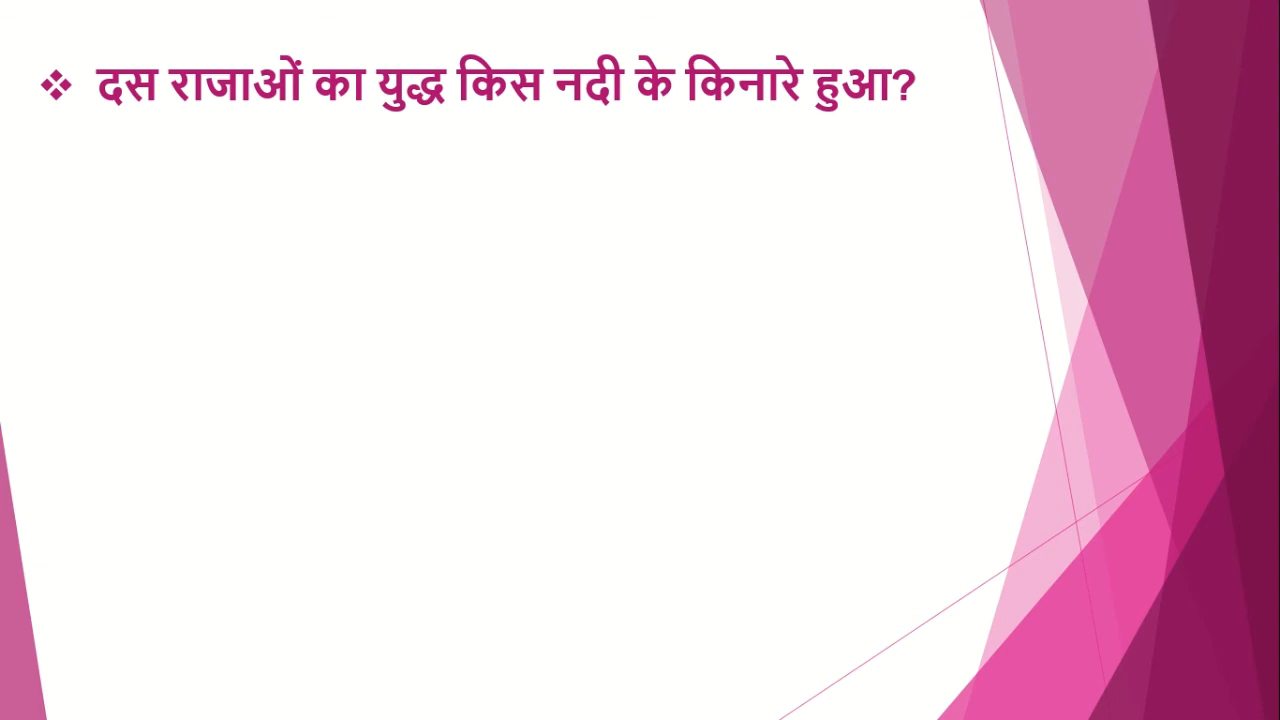 ❖ दस राजाओं का युद्ध किस नदी के किनारे हुआ?